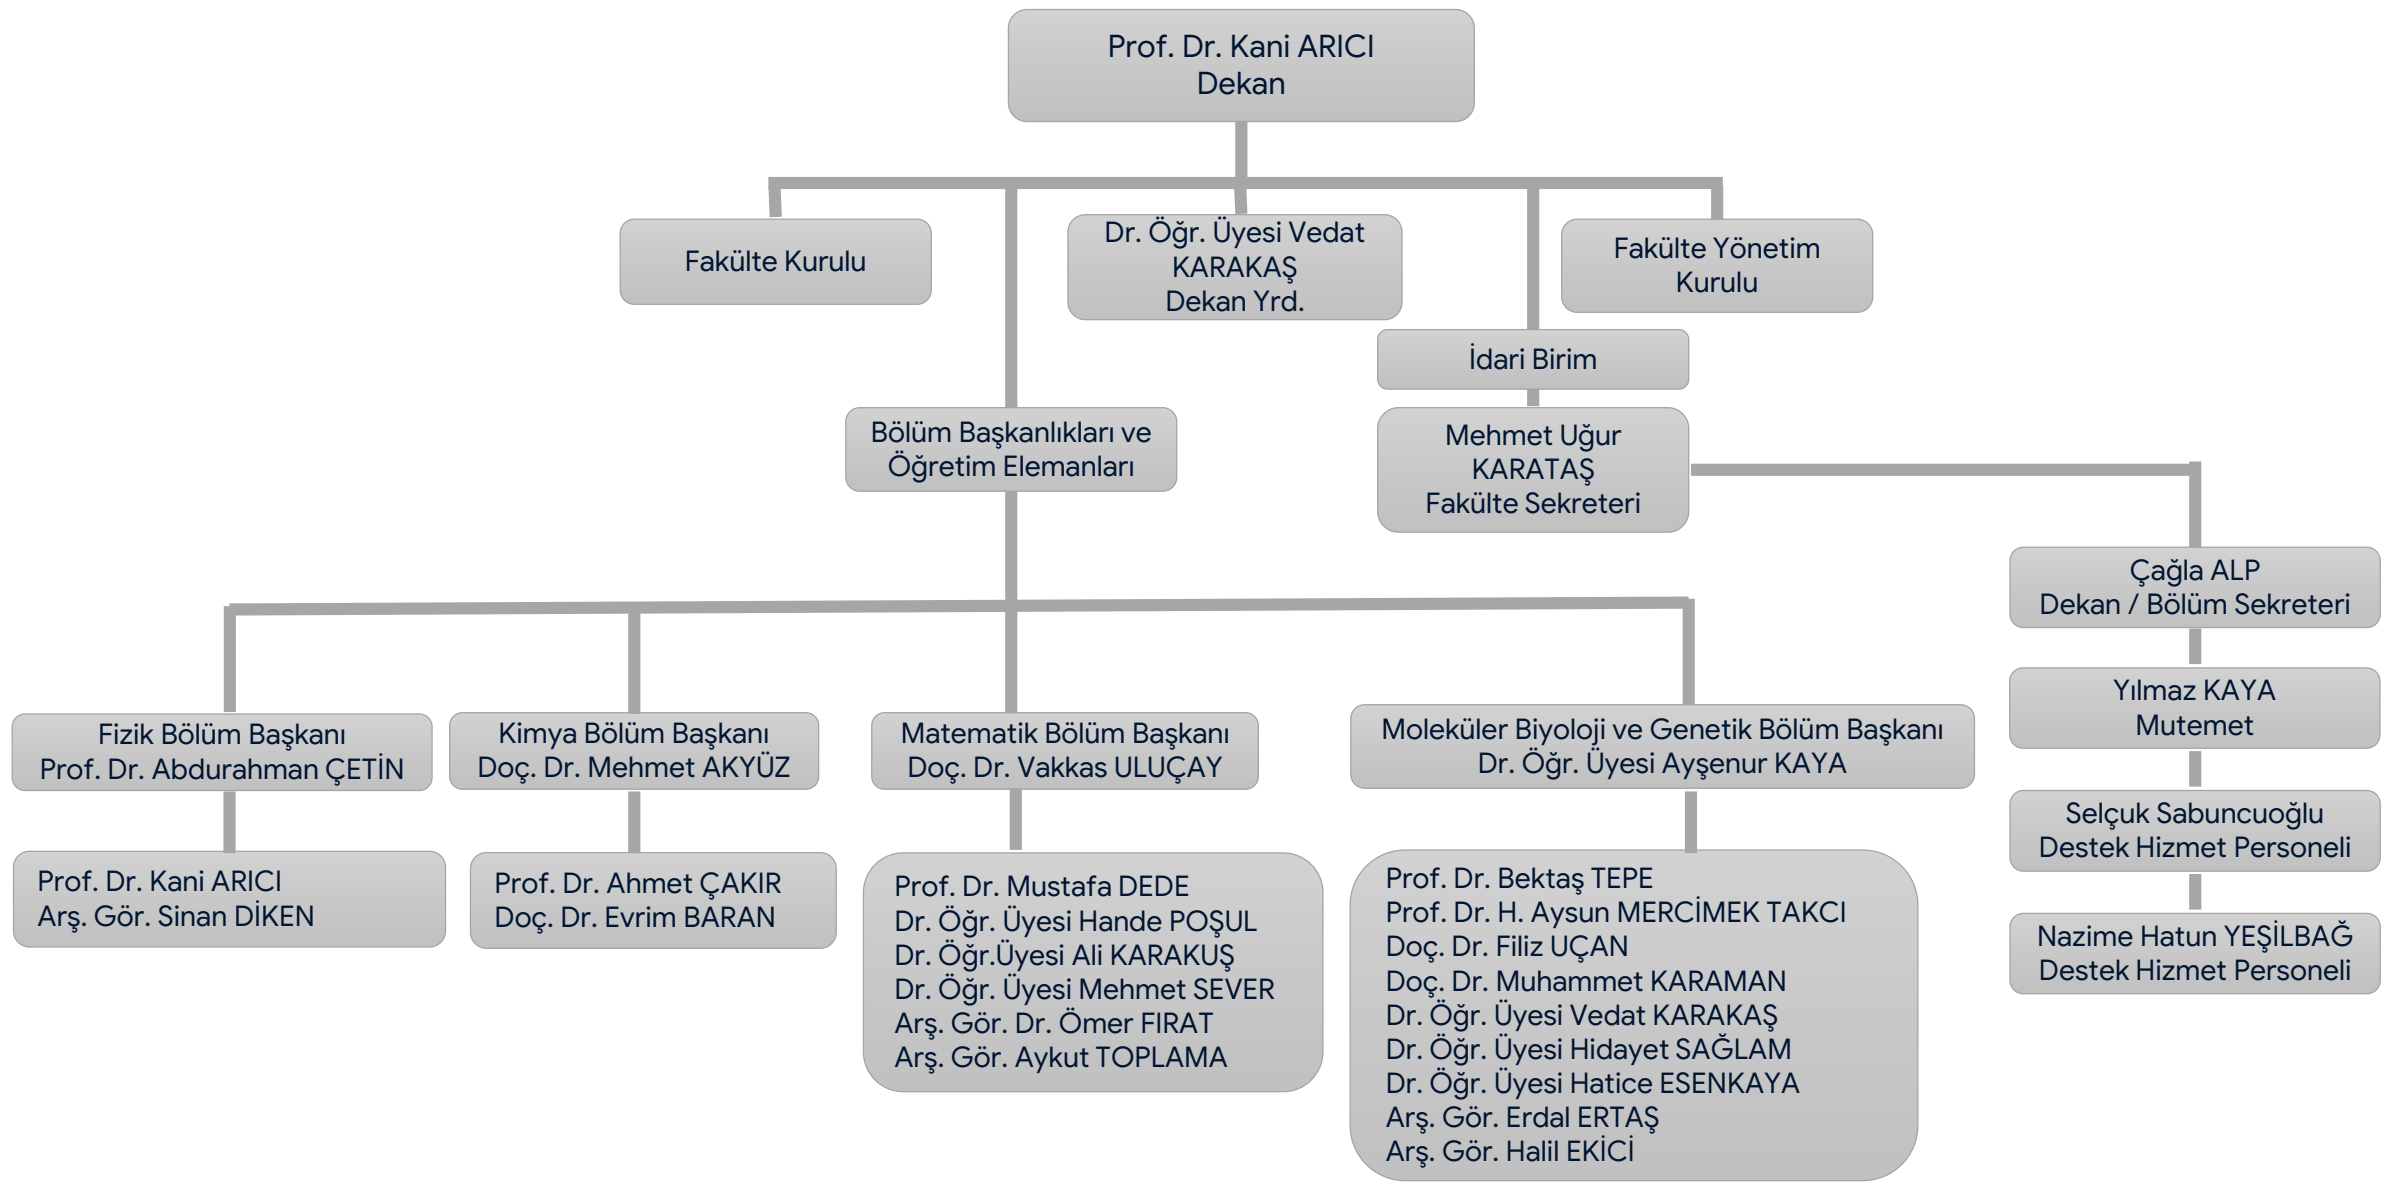 Prof. Dr. Kani ARICI
Dekan
Fakülte Kurulu
Dr. Öğr. Üyesi Vedat
KARAKAŞ
Dekan Yrd.
Fakülte Yönetim
Kurulu
İdari Birim
Bölüm Başkanlıkları ve
Öğretim Elemanları
Mehmet Uğur
KARATAŞ
Fakülte Sekreteri
Çağla ALP
Dekan / Bölüm Sekreteri
Yılmaz KAYA
Mutemet
Selçuk Sabuncuoğlu
Destek Hizmet Personeli
Nazime Hatun YEŞİLBAĞ
Destek Hizmet Personeli
Fizik Bölüm Başkanı
Prof. Dr. Abdurahman ÇETİN
Prof. Dr. Kani ARICI
Arş. Gör. Sinan DİKEN
Kimya Bölüm Başkanı
Doç. Dr. Mehmet AKYÜZ
Prof. Dr. Ahmet ÇAKIR
Doç. Dr. Evrim BARAN
Matematik Bölüm Başkanı
Doç. Dr. Vakkas ULUÇAY
Prof. Dr. Mustafa DEDE
Dr. Öğr. Üyesi Hande POŞUL
Dr. Öğr.Üyesi Ali KARAKUŞ
Dr. Öğr. Üyesi Mehmet SEVER
Arş. Gör. Dr. Ömer FIRAT
Arş. Gör. Aykut TOPLAMA
Moleküler Biyoloji ve Genetik Bölüm Başkanı
Dr. Öğr. Üyesi Ayşenur KAYA
Prof. Dr. Bektaş TEPE
Prof. Dr. H. Aysun MERCİMEK TAKCI
Doç. Dr. Filiz UÇAN
Doç. Dr. Muhammet KARAMAN
Dr. Öğr. Üyesi Vedat KARAKAŞ
Dr. Öğr. Üyesi Hidayet SAĞLAM
Dr. Öğr. Üyesi Hatice ESENKAYA
Arş. Gör. Erdal ERTAŞ
Arş. Gör. Halil EKİCİ